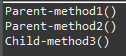 Parent-method1()
Parent-method2()
Child-method3()